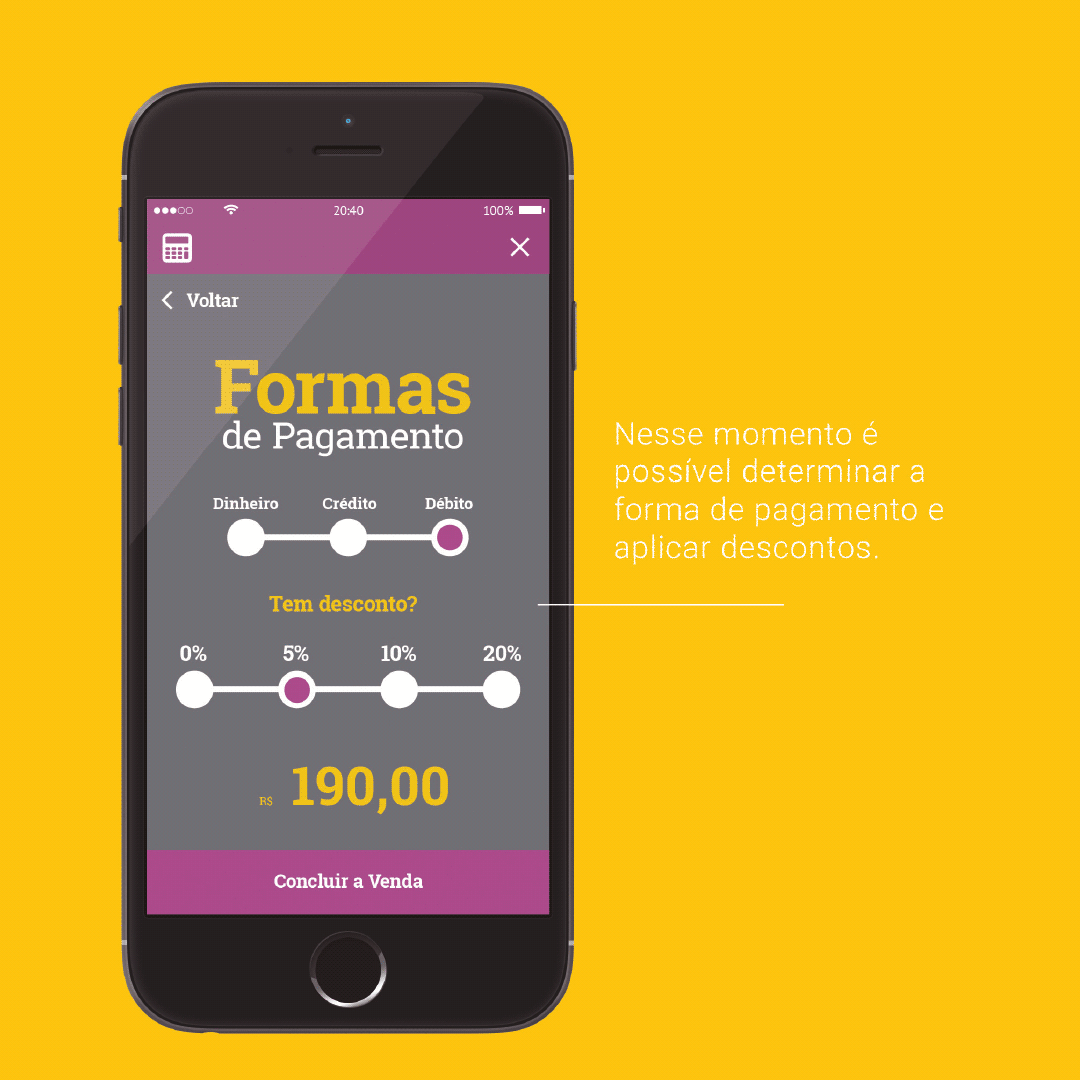 20:40
100%
Voltar
Formas
de Pagamento
Dinheiro Crédito Débito
Tem desconto?
0% 5% 10% 20%
R$ 190,00
Concluir a Venda
Nesse momento é
possível determinar a
forma de pagamento e
aplicar descontos.